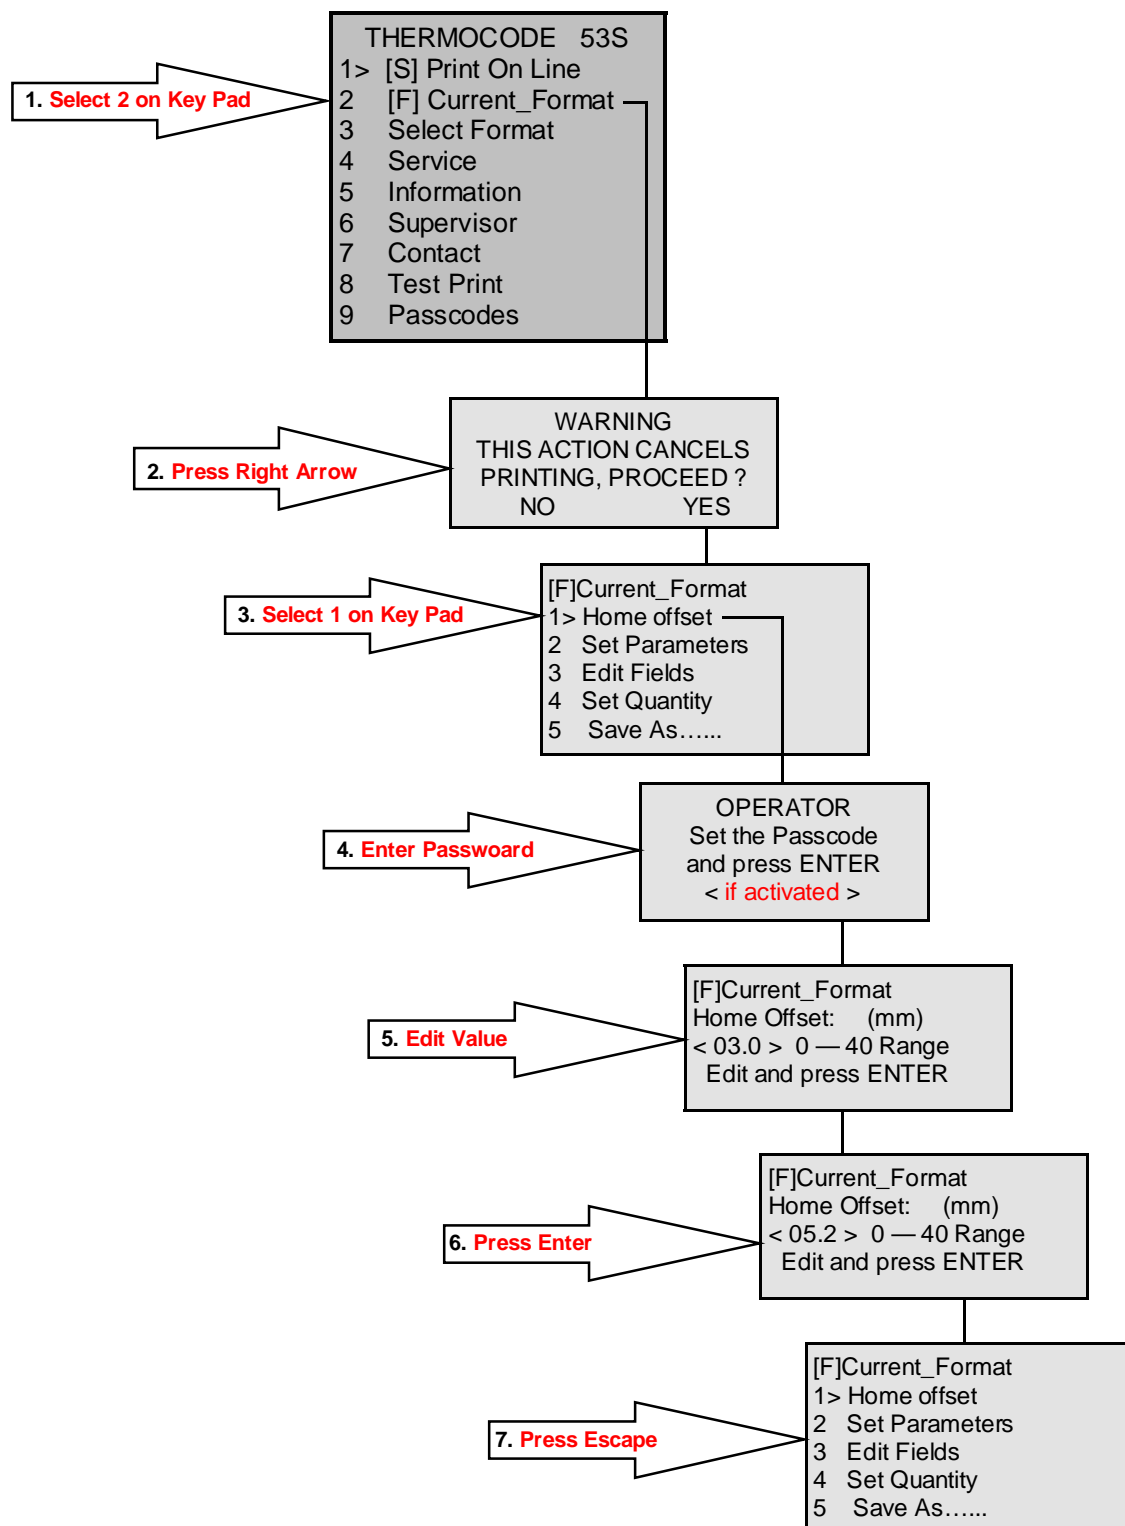 THERMOCODE 53S
1> [S] Print On Line
2 [F] Current_Format
3 Select Format
4 Service
5 Information
6 Supervisor
7 Contact
8 Test Print
9 Passcodes
1. Select 2 on Key Pad
WARNING
THIS ACTION CANCELS
PRINTING, PROCEED ?
NO YES
2. Press Right Arrow
[F]Current_Format
1> Home offset
2 Set Parameters
3 Edit Fields
4 Set Quantity
5 Save As…...
3. Select 1 on Key Pad
OPERATOR
Set the Passcode
and press ENTER
< if activated >
4. Enter Passwoard
[F]Current_Format
Home Offset: (mm)
< 03.0 > 0 — 40 Range
Edit and press ENTER
5. Edit Value
[F]Current_Format
Home Offset: (mm)
< 05.2 > 0 — 40 Range
Edit and press ENTER
6. Press Enter
[F]Current_Format
1> Home offset
2 Set Parameters
3 Edit Fields
4 Set Quantity
5 Save As…...
7. Press Escape